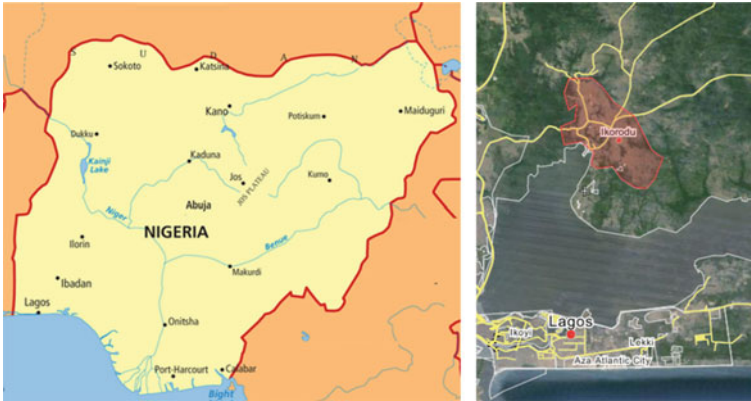 S U D A N
Sokoto
Katsina
Kano
Potiskum
Maiduguri
Dukku
Kainji
Lake
Kaduna
Jos
JOS PLATEAU
Kumo
Abuja
Niger
NIGERIA
Benue
Ilorin
Makurdi
Ibadan
Lagos
Onitsha
Port-Harcourt
Calabar
Bight
Ikorodu
Lagos
Ikoyi
Lekki
Aza Atlantic City